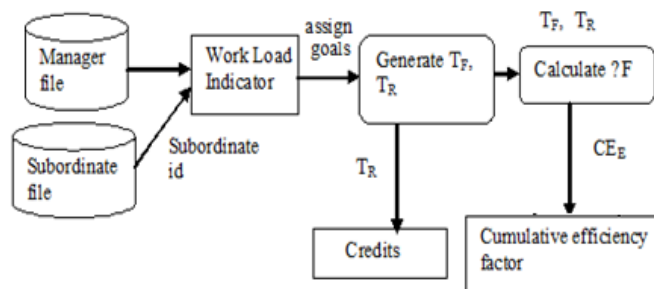 Manager
file
Subordinate
file
Subordinate
id
Work Load
Indicator
assign
goals
Generate TF,
TR
TR
Credits
TF, TR
Calculate ?F
CEE
Cumulative efficiency
factor